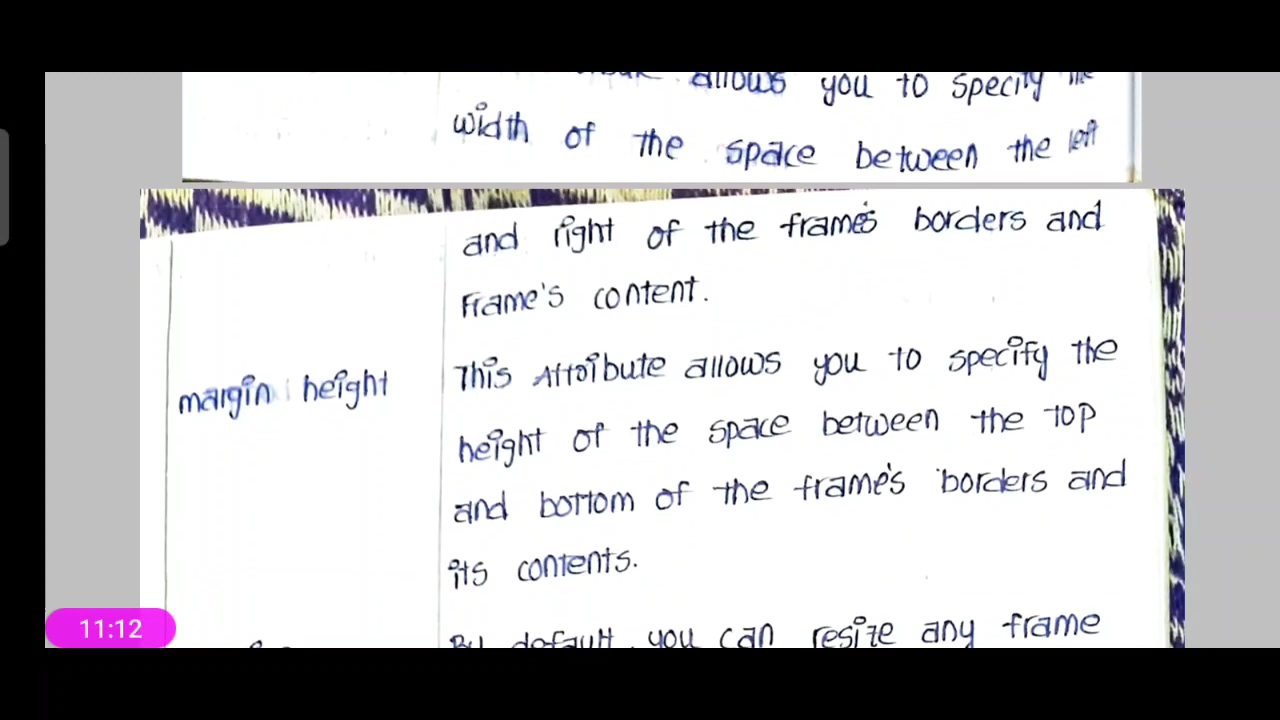 allows you to specify the
width of the space between the left
and right of the frame's borders and
Frame's content.
margin height
This Attribute allows you to specify the
height of the space between the top
and bottom of the frame's borders and
its contents.
By default, you can resize any frame
11:12